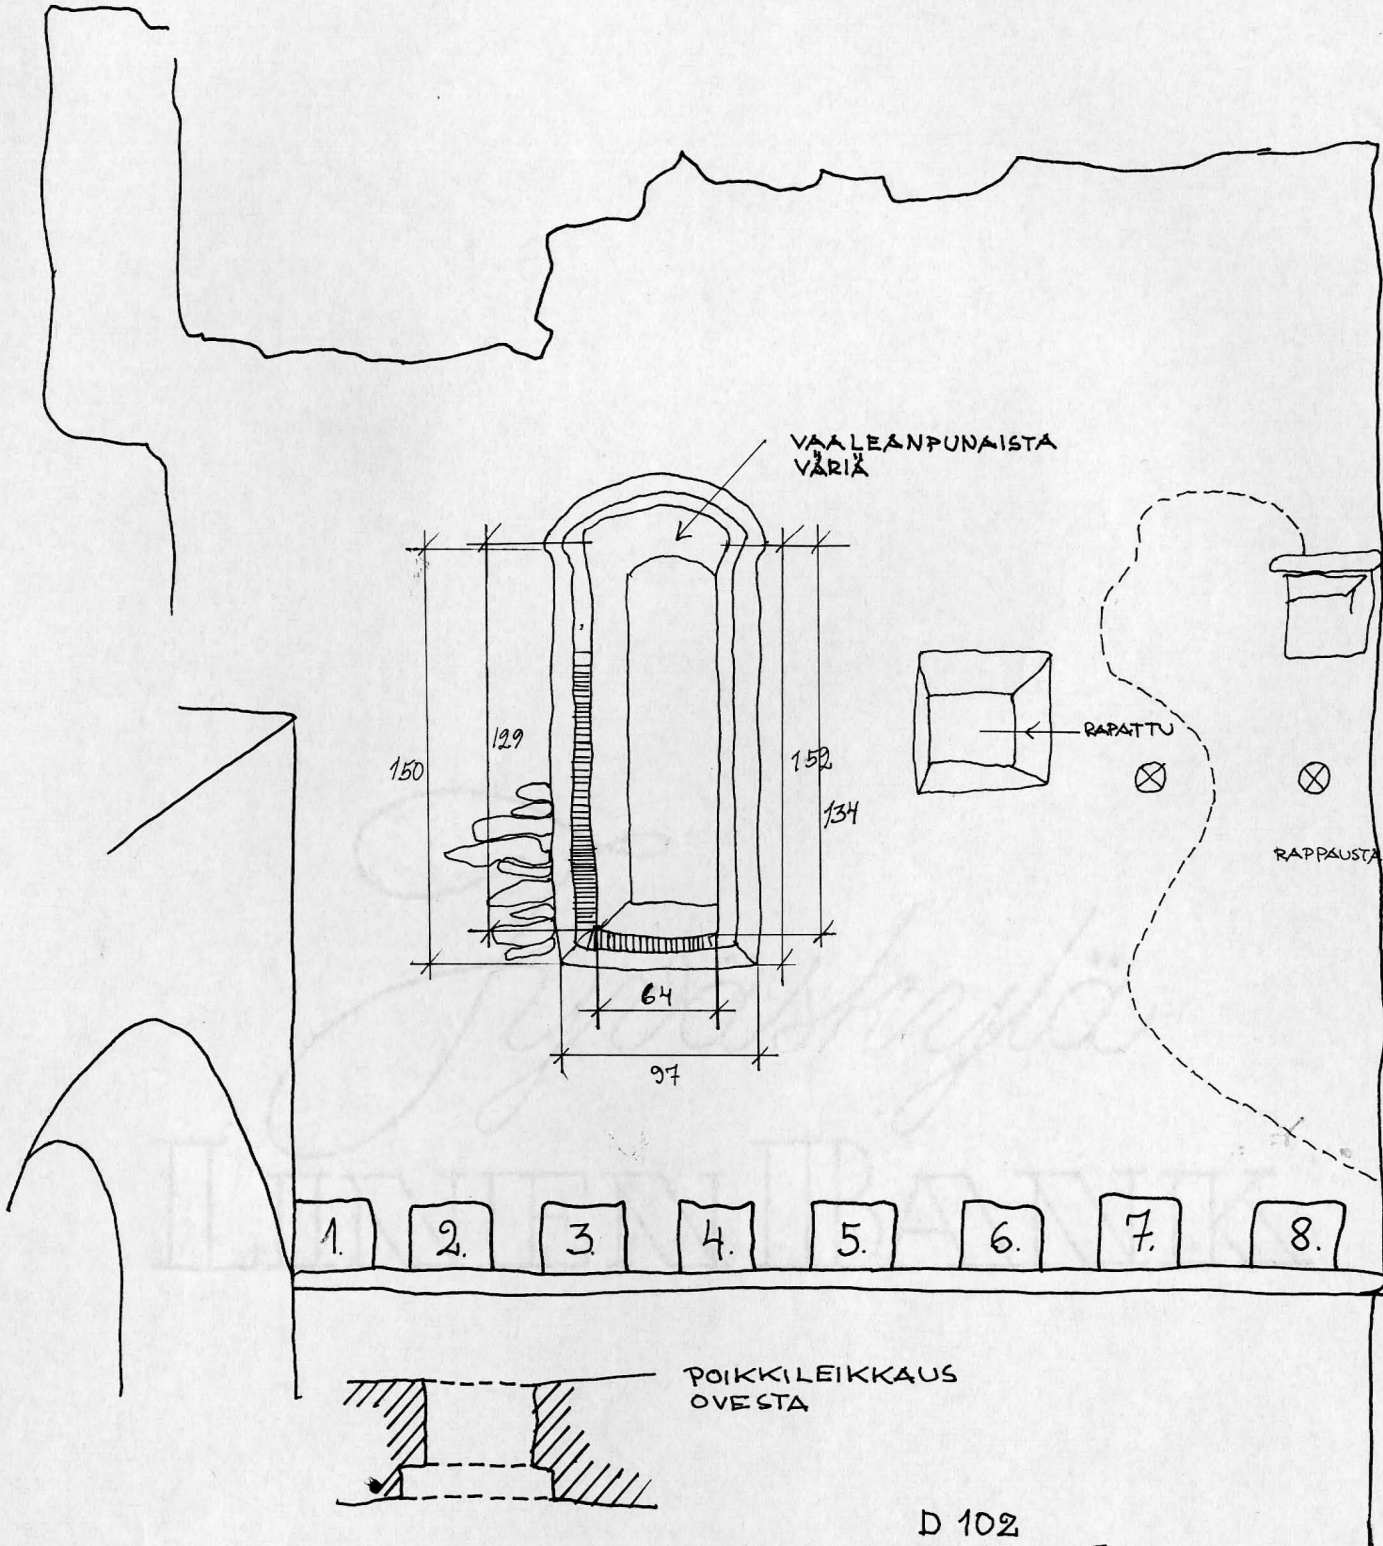 VAALEANPUNAISTA
VÄRIÄ
129
150
152
134
RAPATTU
RAPPAUSTA
64
97
1. 2. 3. 4. 5. 6. 7. 8.
POIKKILEIKKAUS
OVESTA
D 102